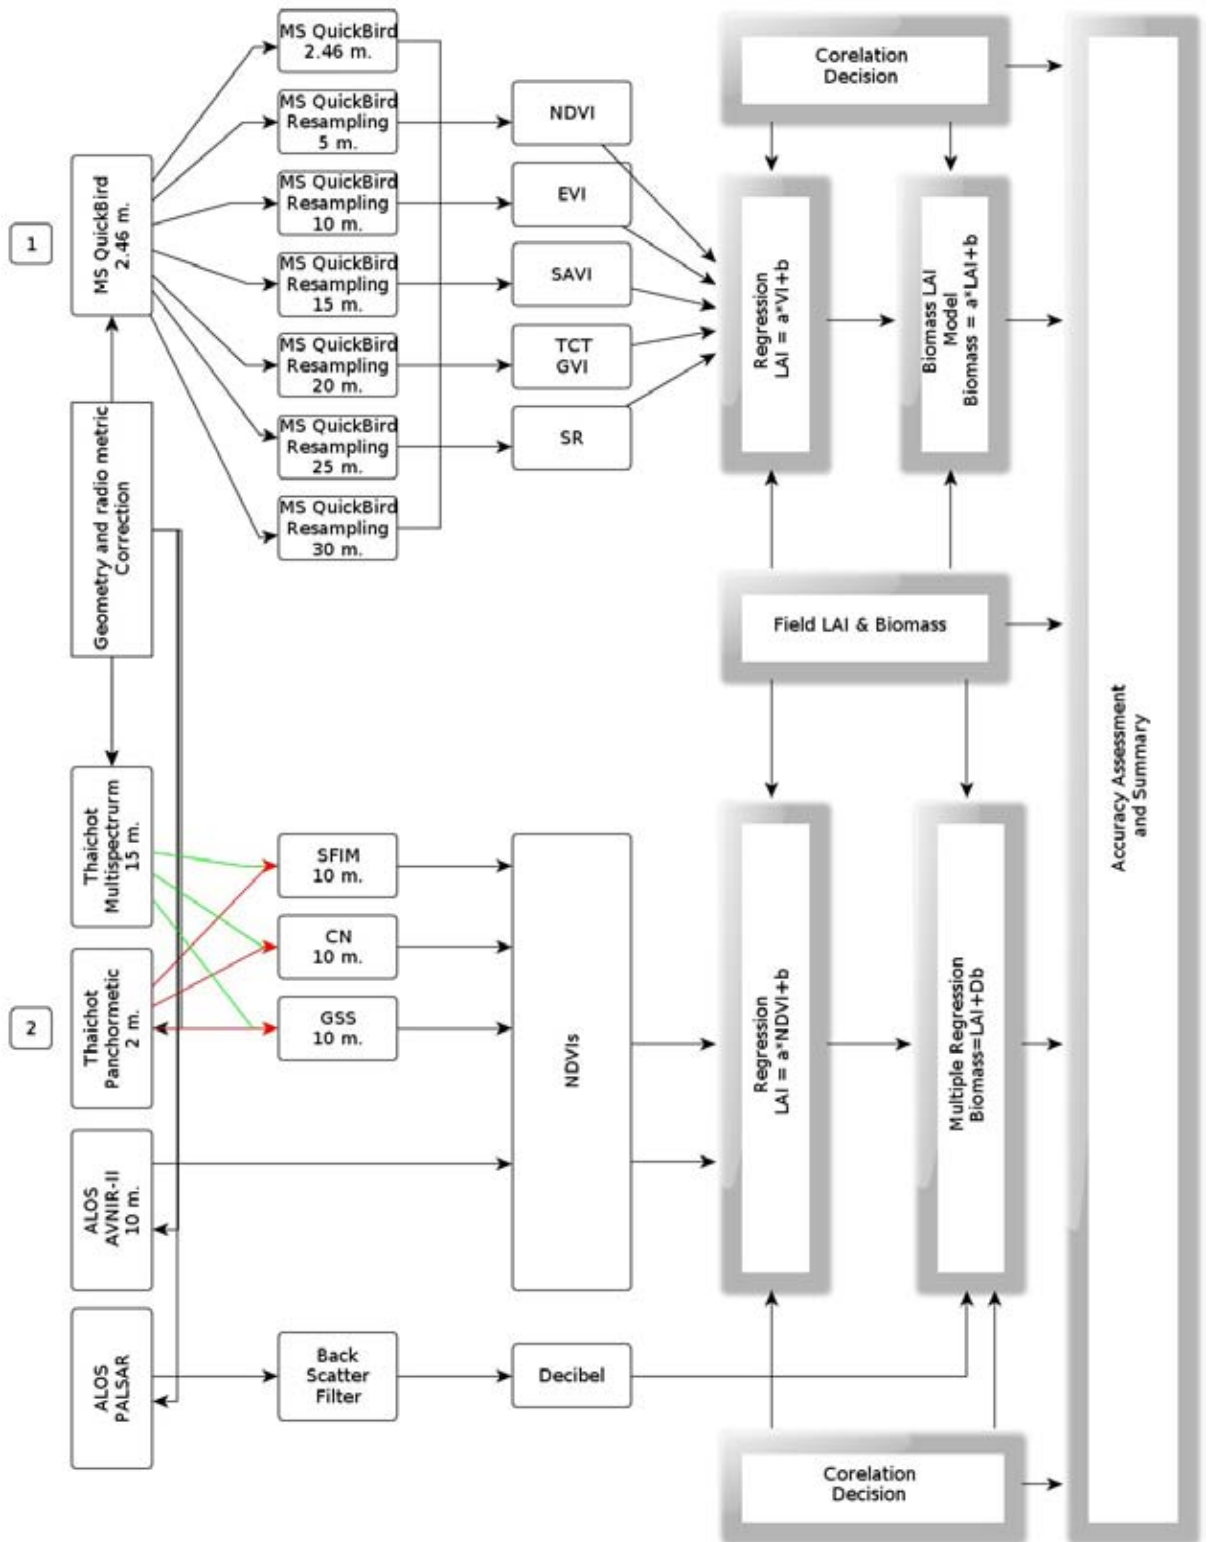 1
MS QuickBird
2.46 m.
Geometry and radio metric
Correction
MS QuickBird
2.46 m.
MS QuickBird
Resampling
5 m.
MS QuickBird
Resampling
10 m.
MS QuickBird
Resampling
15 m.
MS QuickBird
Resampling
20 m.
MS QuickBird
Resampling
25 m.
MS QuickBird
Resampling
30 m.
NDVI
EVI
SAVI
TCT
GVI
SR
Corelation
Decision
Regression
LAI = a*VI+b
Biomass LAI
Model
Biomass = a*LAI+b
Field LAI & Biomass
Accuracy Assessment
and Summary
2
Thaichot
Multispectrurm
15 m.
Thaichot
Panchormetic
2 m.
ALOS
AVNIR-II
10 m.
ALOS
PALSAR
SFIM
10 m.
CN
10 m.
GSS
10 m.
Back
Scatter
Filter
NDVIs
Decibel
Regression
LAI = a*NDVI+b
Multiple Regression
Biomass=LAI+Db
Corelation
Decision